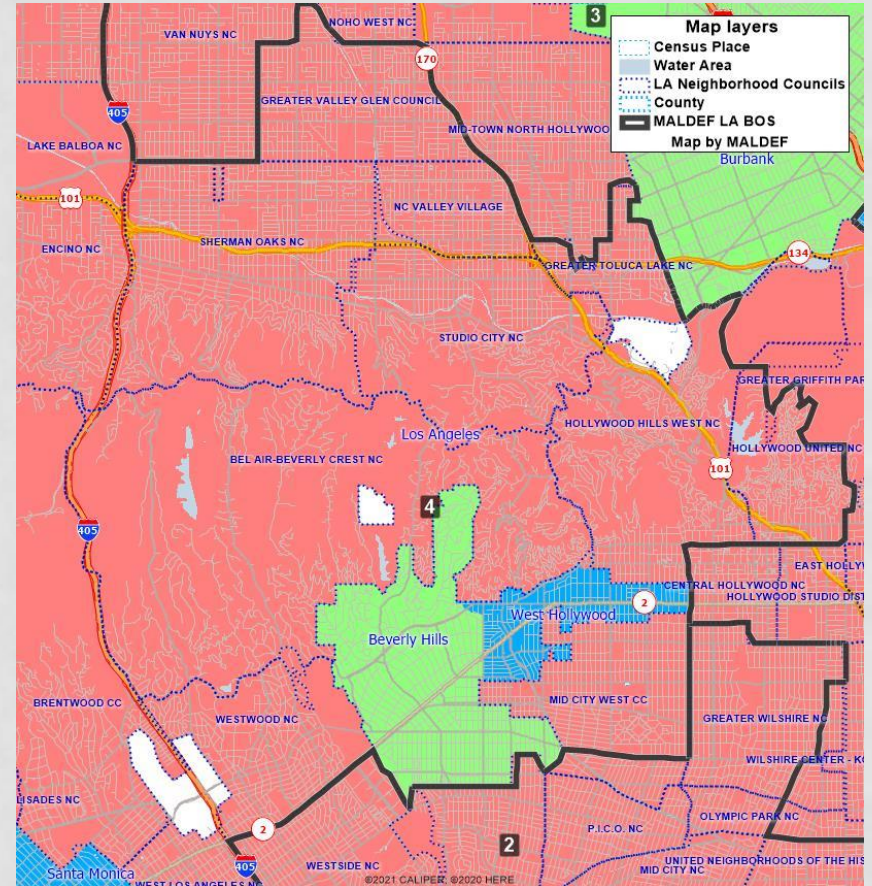 3
Map layers
Census Place
Water Area
LA Neighborhood Councils
County
MALDEF LA BOS
Map by MALDEF
VAN NUYS NC
NOHO WEST NC
170
GREATER VALLEY GLEN COUNCIL
405
MID-TOWN NORTH HOLLYWOO
LAKE BALBOA NC
Burbank
101
NC VALLEY VILLAGE
ENCINO NC
SHERMAN OAKS NC
134
GREATER TOLUCA LAKE NC
STUDIO CITY NC
GREATER GRIFFITH PAR
HOLLYWOOD HILLS WEST NC
Los Angeles
HOLLYWOOD UNITED NC
BEL AIR-BEVERLY CREST NC
101
4
405
EAST HOLLY
CENTRAL HOLLYWOOD NC
HOLLYWOOD STUDIO DIST
2
West Hollywood
Beverly Hills
BRENTWOOD CC
MID CITY WEST CC
WESTWOOD NC
GREATER WILSHIRE NC
WILSHIRE CENTER - KO
LISADES NC
OLYMPIC PARK NC
2
P.I.C.O. NC
2
UNITED NEIGHBORHOODS OF THE HIS
WESTSIDE NC
405
MID CITY NC
Santa Monica
©2021 CALIPER; ©2020 HERE
WEST LOS ANGELES NC